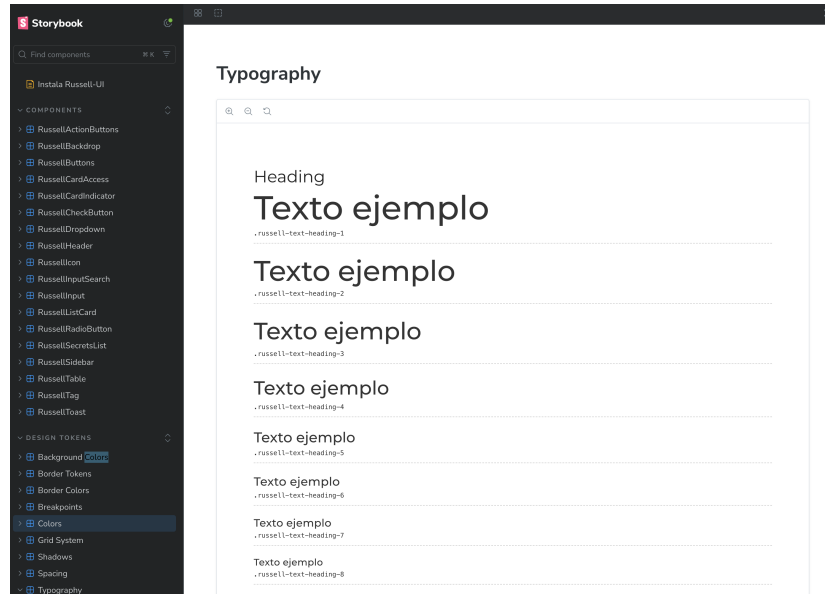 Storybook
Find components
⌘ K
Instala Russell-UI
COMPONENTS
RussellActionButtons
RussellBackdrop
RussellButtons
RussellCardAccess
RussellCardIndicator
RussellCheckButton
RussellDropdown
RussellHeader
RussellIcon
RussellInputSearch
RussellInput
RussellListCard
RussellRadioButton
RussellSecretsList
RussellSidebar
RussellTable
RussellTag
RussellToast
DESIGN TOKENS
Background Colors
Border Tokens
Border Colors
Breakpoints
Colors
Grid System
Shadows
Spacing
Typography
Typography
Heading
Texto ejemplo
.russell-text-heading-1
Texto ejemplo
.russell-text-heading-2
Texto ejemplo
.russell-text-heading-3
Texto ejemplo
.russell-text-heading-4
Texto ejemplo
.russell-text-heading-5
Texto ejemplo
.russell-text-heading-6
Texto ejemplo
.russell-text-heading-7
Texto ejemplo
.russell-text-heading-8